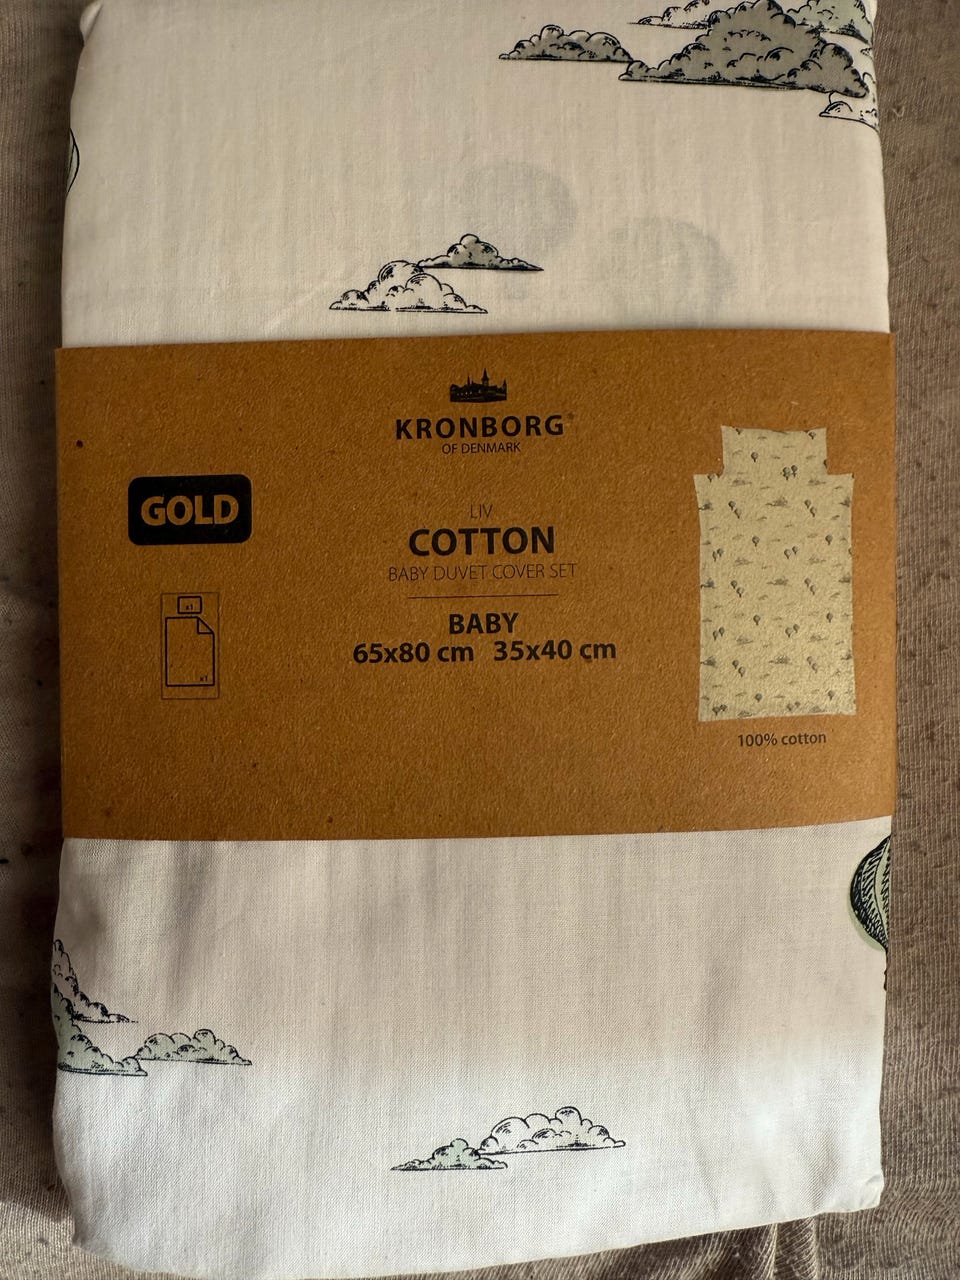 KRONBORG®
OF DENMARK
GOLD
LIV
COTTON
BABY DUVET COVER SET
BABY
65x80 cm 35x40 cm
x1
x1
100% cotton